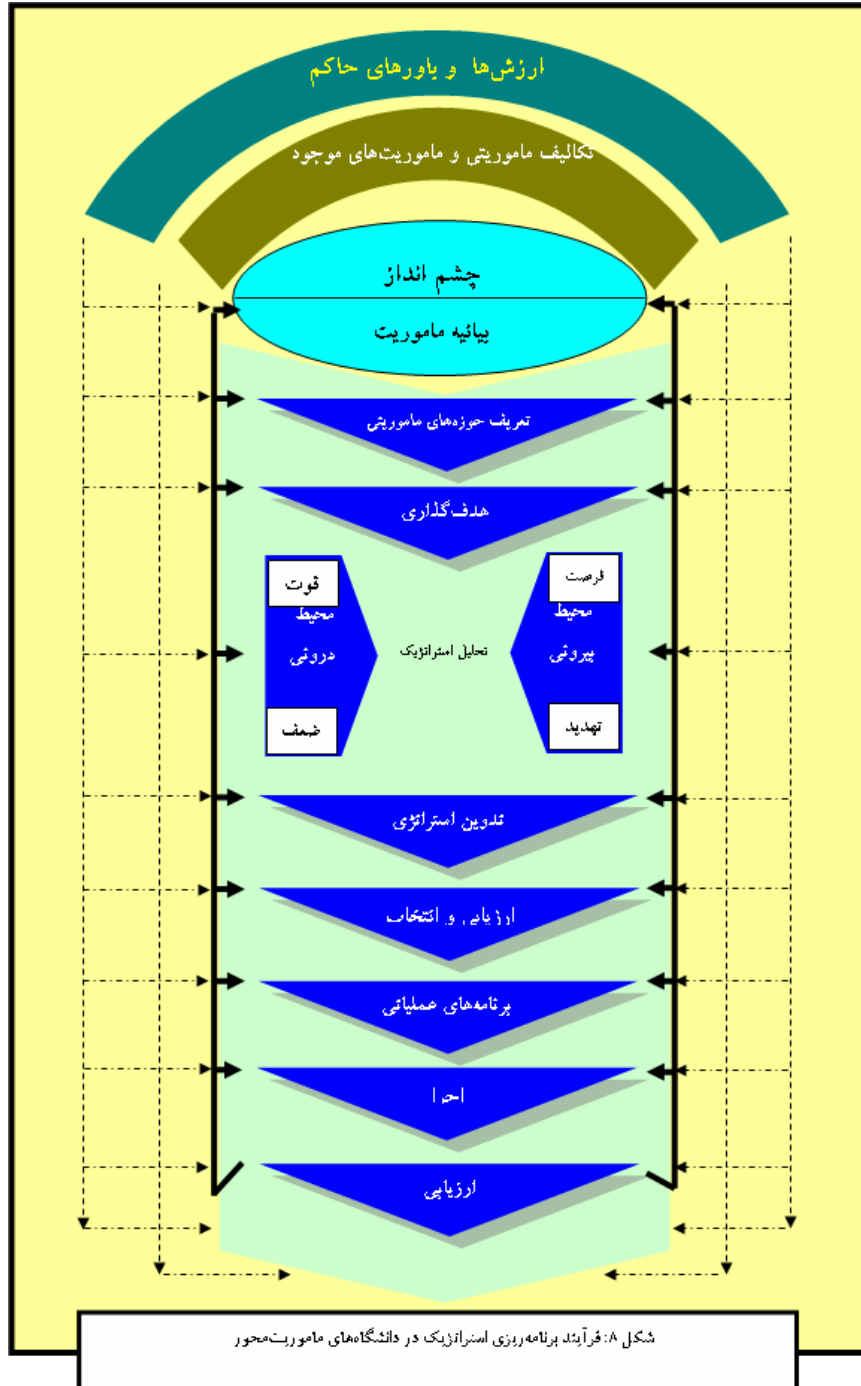 ارزش‌ها و باورهای حاکم
تکالیف ماموریتی و ماموریت‌های موجود
چشم انداز
بیانیه ماموریت
تعریف حوزه‌های ماموریتی
هدف‌گذاری
فرصت
محیط
بیرونی
تهدید
تحلیل استراتژیک
قوت
محیط
درونی
ضعف
تدوین استراتژی
ارزیابی و انتخاب
برنامه‌های عملیاتی
اجرا
ارزیابی
شکل ۸: فرآیند برنامه‌ریزی استراتژیک در دانشگاه‌های ماموریت‌محور